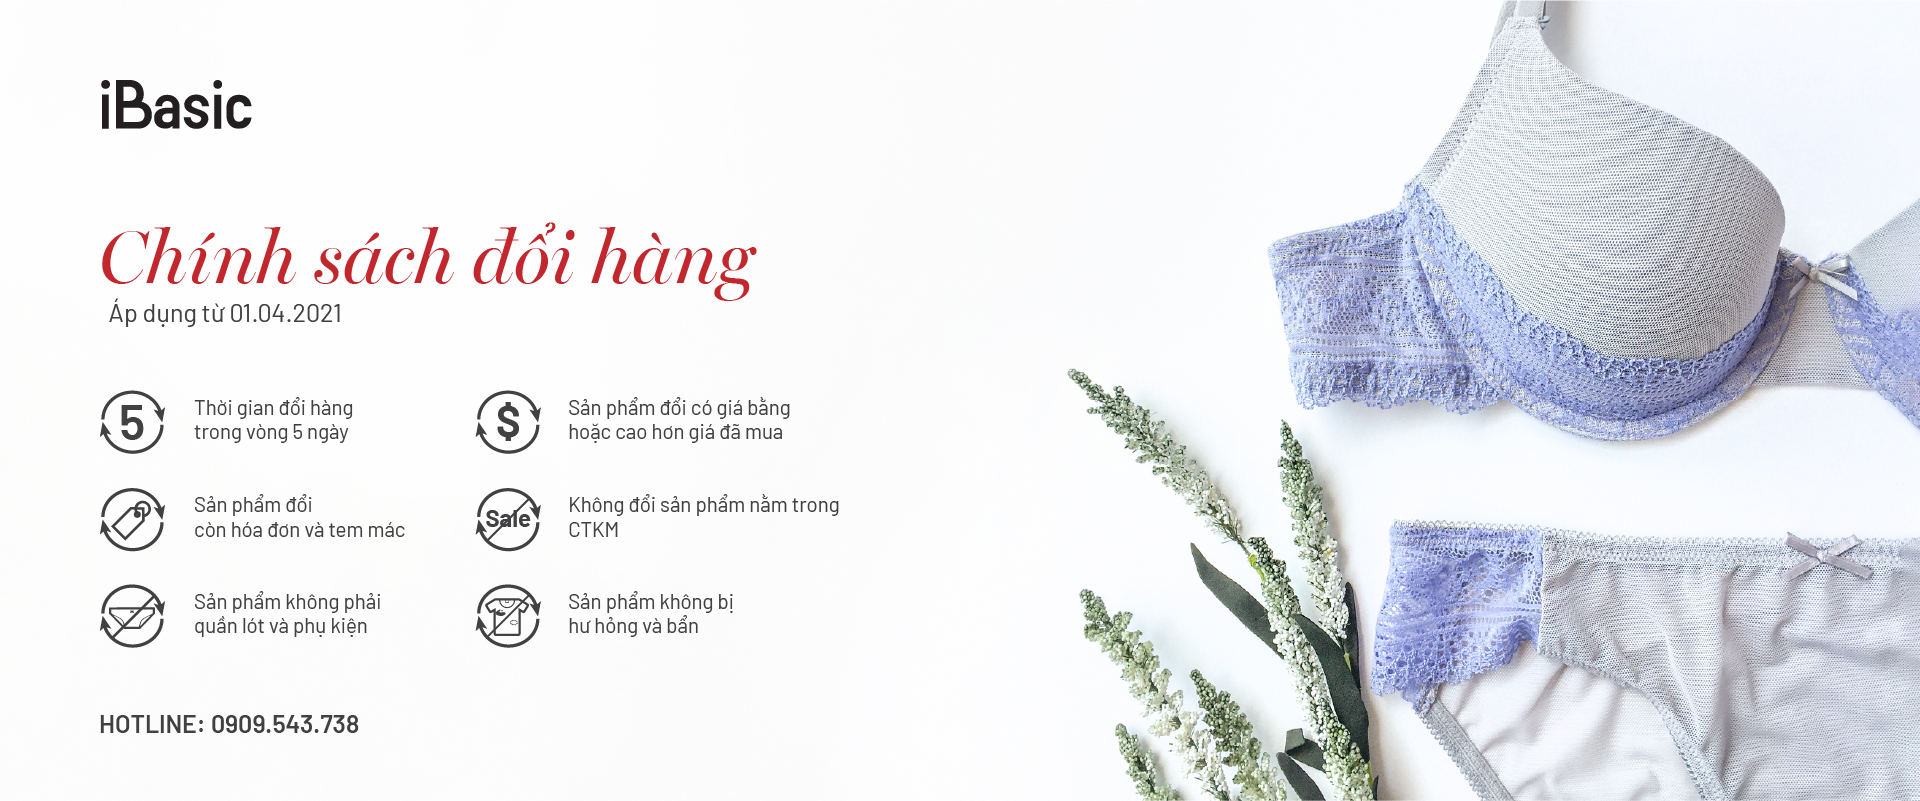 iBasic
Chính sách đổi hàng
Áp dụng từ 01.04.2021
5
Thời gian đổi hàng
trong vòng 5 ngày
$
Sản phẩm đổi có giá bằng
hoặc cao hơn giá đã mua
Sản phẩm đổi
còn hóa đơn và tem mác
Sale
Không đổi sản phẩm nằm trong
CTKM
Sản phẩm không phải
quần lót và phụ kiện
Sản phẩm không bị
hư hỏng và bẩn
HOTLINE: 0909.543.738